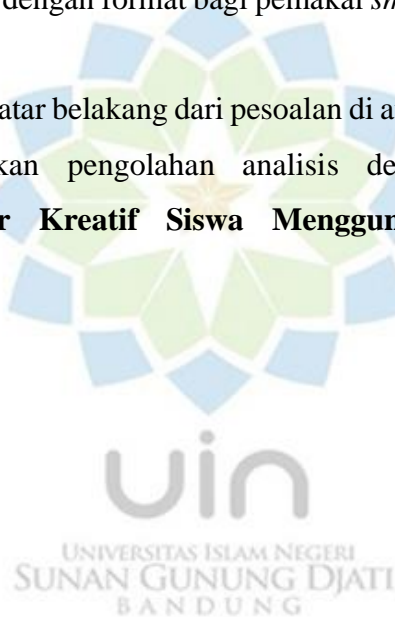 dengan format bagi pemakai
atar belakang dari pesoalan di a
kan pengolahan analisis de
r Kreatif Siswa Menggun
uin
UNIVERSITAS ISLAM NEGERI
SUNAN GUNUNG DJATI
BANDUNG